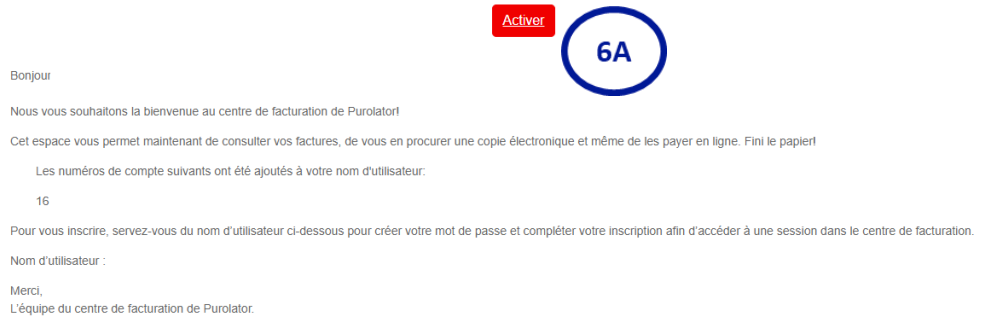 Activer
6A
Bonjour
Nous vous souhaitons la bienvenue au centre de facturation de Purolator!
Cet espace vous permet maintenant de consulter vos factures, de vous en procurer une copie électronique et même de les payer en ligne. Fini le papier!
Les numéros de compte suivants ont été ajoutés à votre nom d'utilisateur:
16
Pour vous inscrire, servez-vous du nom d'utilisateur ci-dessous pour créer votre mot de passe et compléter votre inscription afin d'accéder à une session dans le centre de facturation.
Nom d'utilisateur :
Merci,
L'équipe du centre de facturation de Purolator.